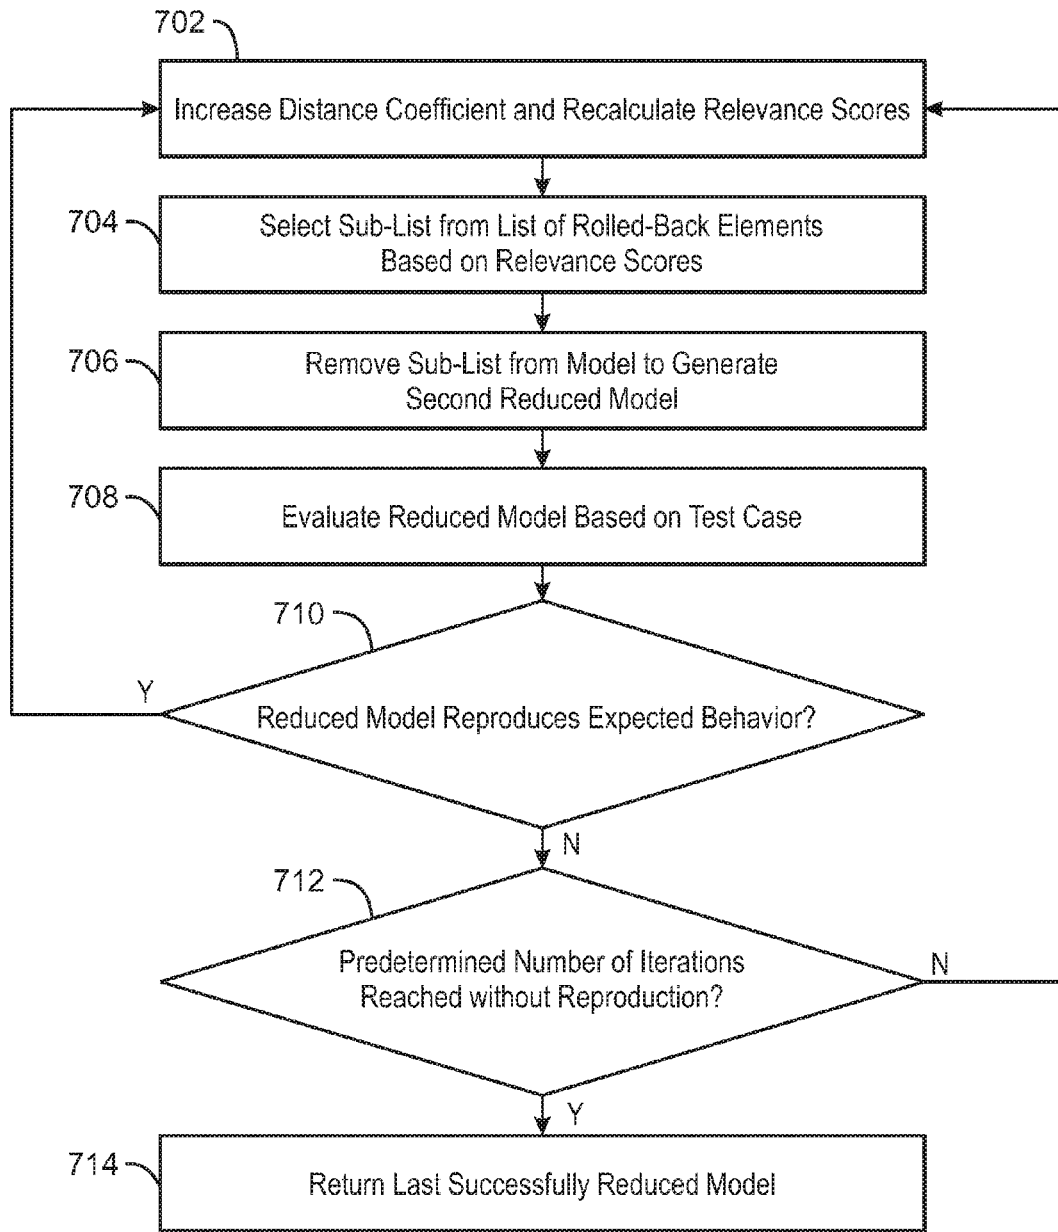 702
Increase Distance Coefficient and Recalculate Relevance Scores
704
Select Sub-List from List of Rolled-Back Elements
Based on Relevance Scores
706
Remove Sub-List from Model to Generate
Second Reduced Model
708
Evaluate Reduced Model Based on Test Case
710
Y
Reduced Model Reproduces Expected Behavior?
N
712
Predetermined Number of Iterations
Reached without Reproduction?
N
Y
714
Return Last Successfully Reduced Model